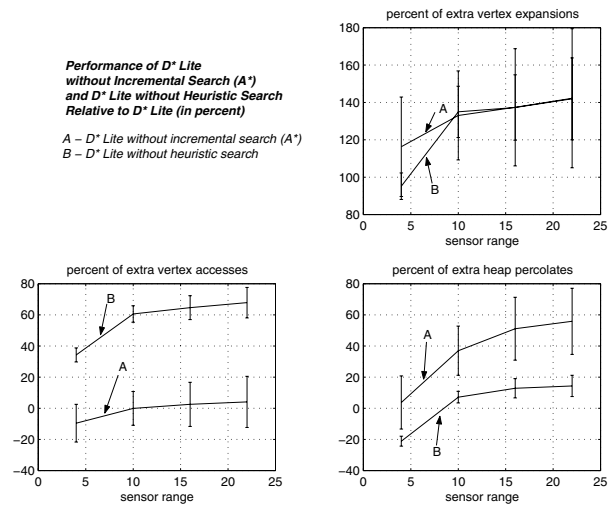 Performance of D* Lite
without Incremental Search (A*)
and D* Lite without Heuristic Search
Relative to D* Lite (in percent)
A − D* Lite without incremental search (A*)
B − D* Lite without heuristic search
percent of extra vertex expansions
180
160
140
120
100
80
A
B
0 5 10 15 20 25
sensor range
percent of extra vertex accesses
80
60
40
20
0
−20
−40
B
A
0 5 10 15 20 25
sensor range
percent of extra heap percolates
80
60
40
20
0
−20
−40
A
B
0 5 10 15 20 25
sensor range